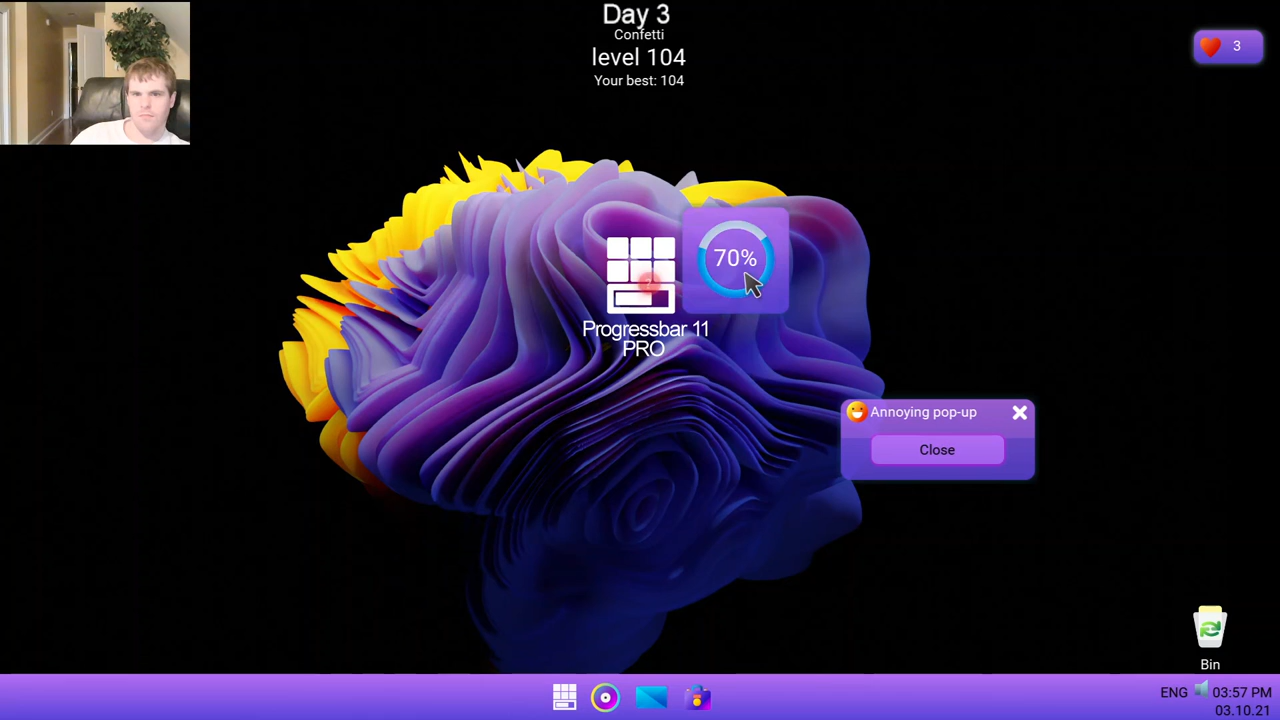 Day 3
Confetti
level 104
Your best: 104
3
70%
Progressbar 11
PRO
Annoying pop-up
Close
Bin
ENG 03:57 PM
03.10.21